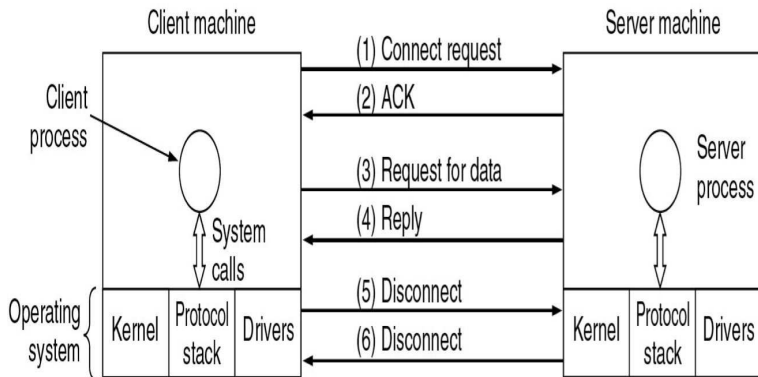 Client machine
Server machine
(1) Connect request
(2) ACK
Client
process
(3) Request for data
Server
process
(4) Reply
System
calls
(5) Disconnect
Operating
system
Kernel
Protocol
stack
Drivers
(6) Disconnect
Kernel
Protocol
stack
Drivers